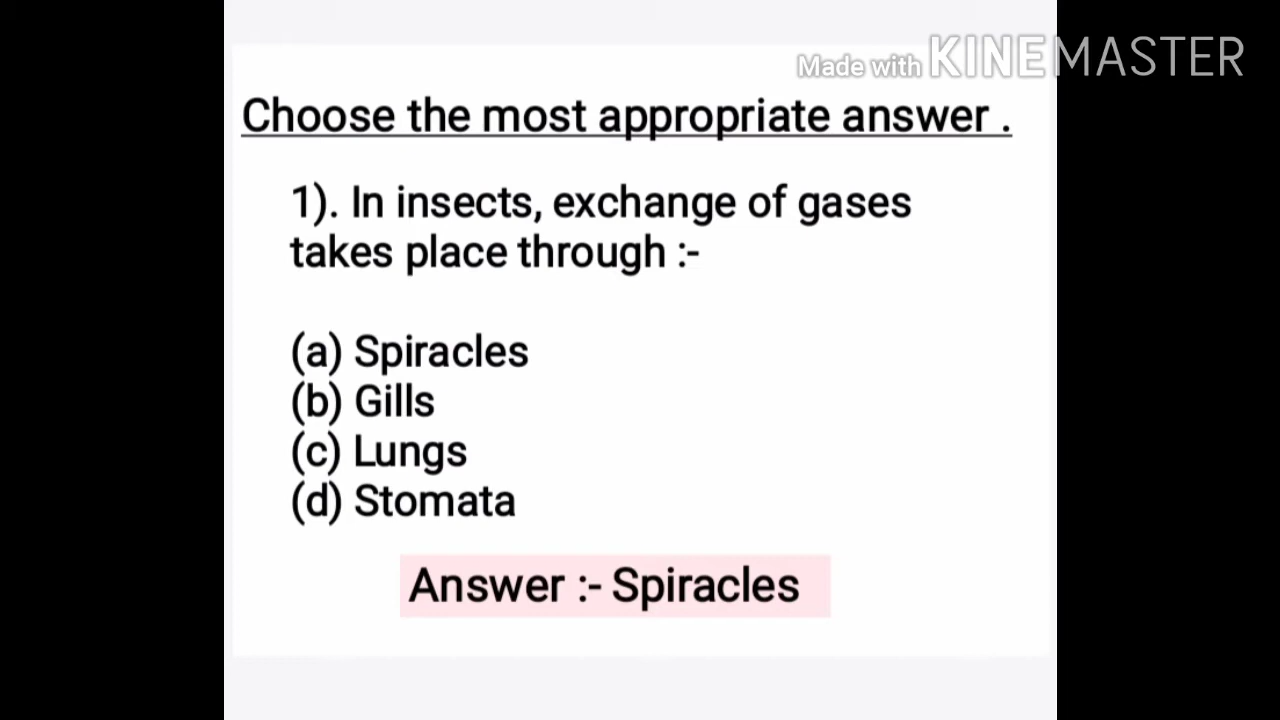 Made with KINEMASTER
Choose the most appropriate answer .
1). In insects, exchange of gases
takes place through :-
(a) Spiracles
(b) Gills
(c) Lungs
(d) Stomata
Answer :- Spiracles